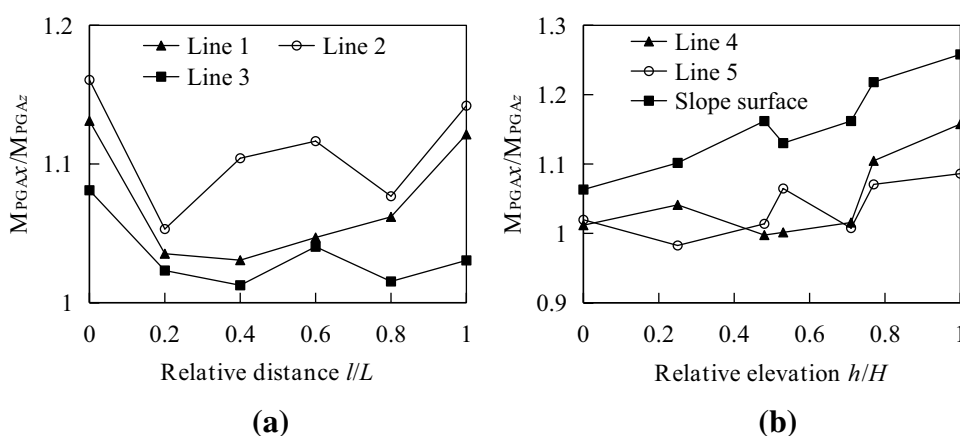 1.2
1.1
1
MPGAx/MPGAz
Line 1
Line 2
Line 3
0
0.2
0.4
0.6
0.8
1
Relative distance l/L
(a)
1.3
1.2
1.1
1
0.9
MPGAx/MPGAz
Line 4
Line 5
Slope surface
0
0.2
0.4
0.6
0.8
1
Relative elevation h/H
(b)